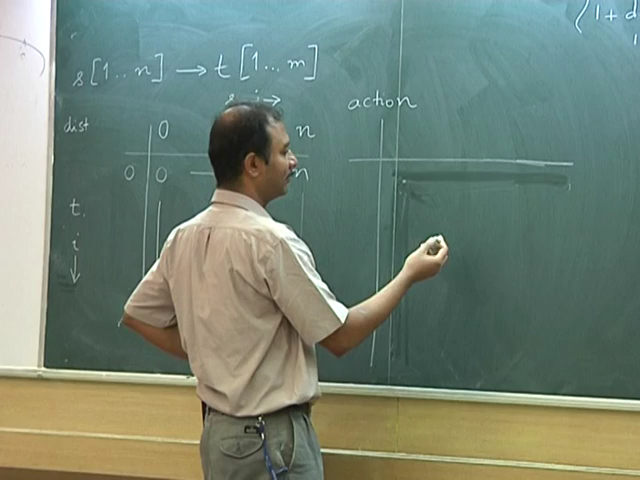 (1 + d
s[1...n] → t[1...m]
s j →
action
dist 0 n
0 0 n
t
i
↓